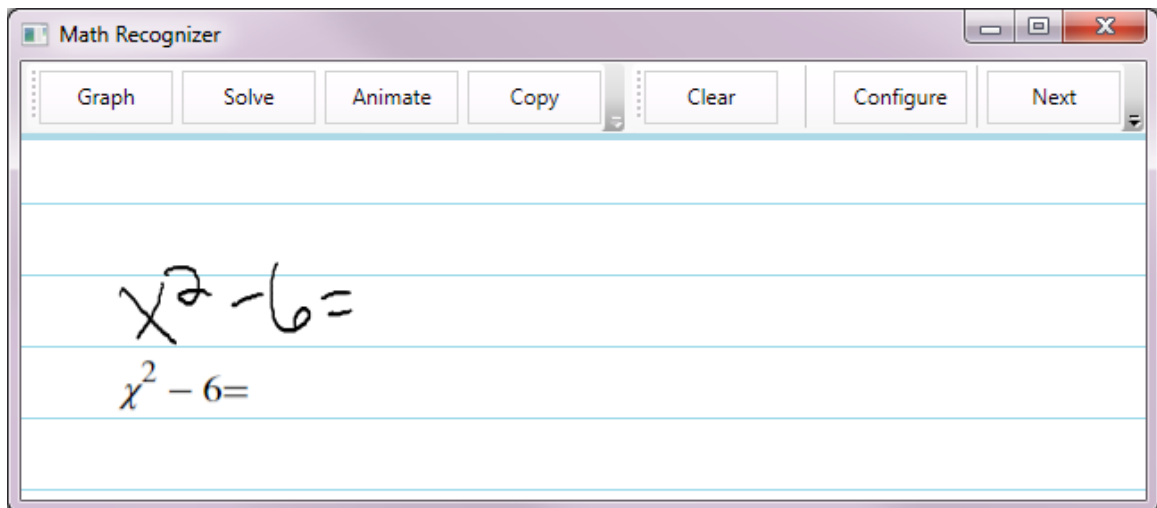 Math Recognizer
Graph Solve Animate Copy Clear Configure Next
x² - 6 =
χ² − 6=